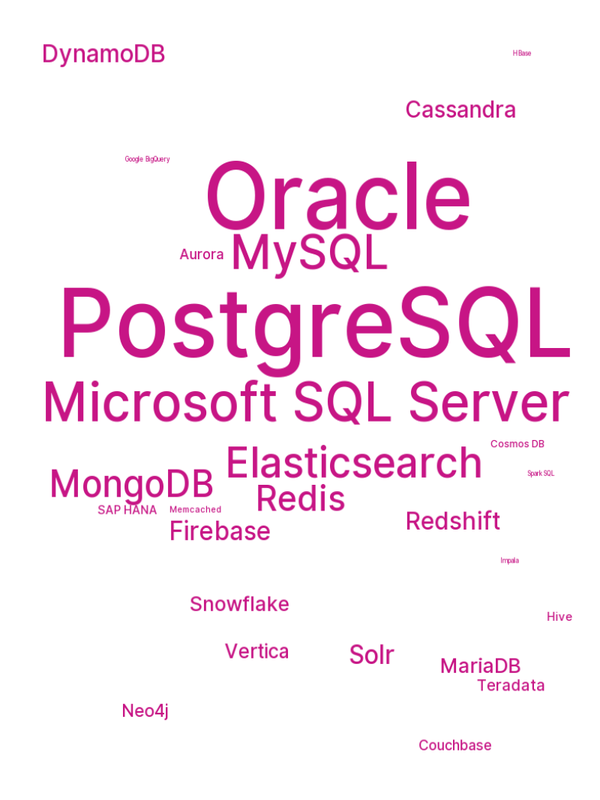 DynamoDB
HBase
Cassandra
Google BigQuery
Oracle
Aurora
MySQL
PostgreSQL
Microsoft SQL Server
Cosmos DB
Elasticsearch
Spark SQL
MongoDB
Redis
SAP HANA
Memcached
Redshift
Firebase
Impala
Snowflake
Hive
Vertica
Solr
MariaDB
Teradata
Neo4j
Couchbase